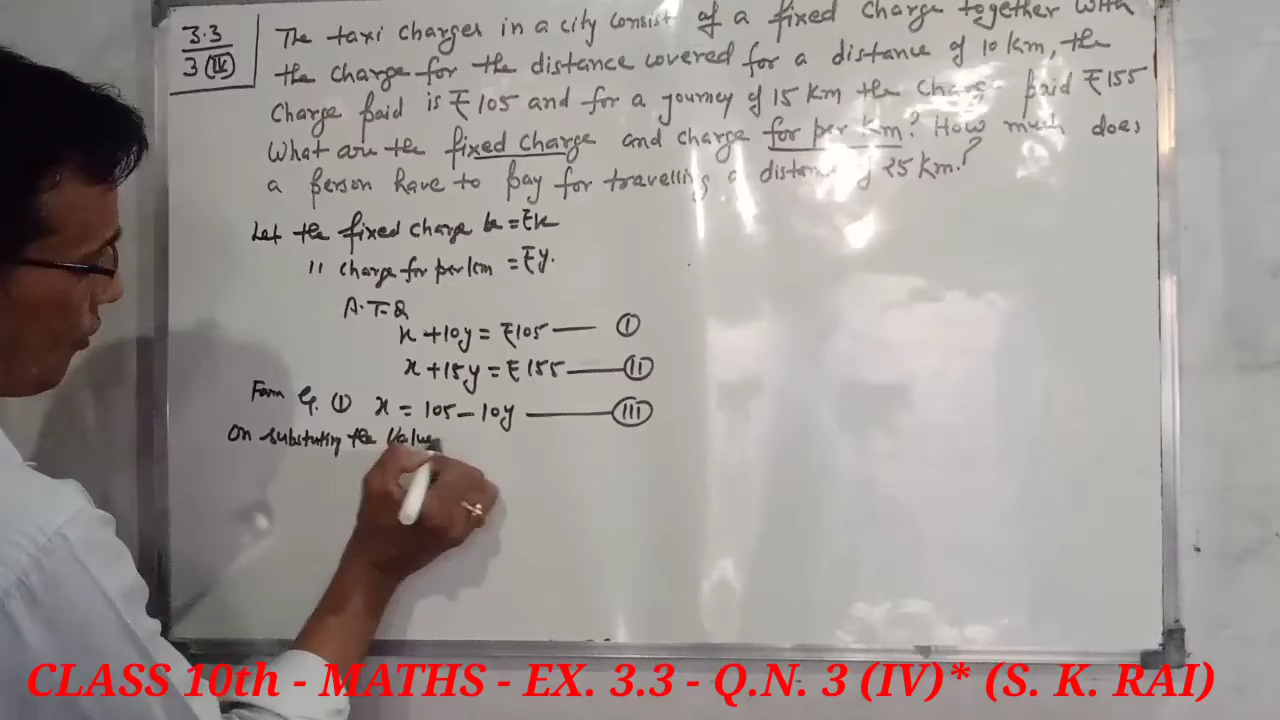 3.3
3 (iv)
The taxi charges in a city consist of a fixed charge together with
the charge for the distance covered for a distance of 10 km, the
Charge paid is ₹105 and for a journey of 15 Km the Charge paid ₹155
What are the fixed charge and charge for per km? How much does
a person have to pay for travelling a distance of 25 Km.?
Let the fixed charge be = ₹x
" charge for per km = ₹y.
A.T.Q
x + 10y = ₹105 — (I)
x + 15y = ₹155 — (II)
From Eq. (1) x = 105 - 10y — (III)
On substuting the Value
CLASS 10th - MATHS - EX. 3.3 - Q.N. 3 (IV)* (S. K. RAI)